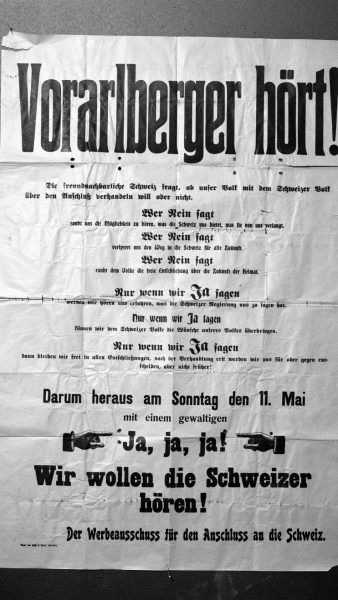 Vorarlberger hört!
Die freundnachbarliche Schweiz fragt, ob unser Volk mit dem Schweizer Volk
über den Anschluß verhandeln will oder nicht.
Wer Nein sagt
raubt uns die Möglichkeit zu hören, was die Schweiz uns bietet, was sie von uns verlangt.
Wer Nein sagt
versperrt uns den Weg in die Schweiz für alle Zukunft.
Wer Nein sagt
raubt dem Volke die freie Entschließung über die Zukunft der Heimat.
Nur wenn wir Ja sagen
werden wir hören und erfahren, was die Schweizer Regierung uns zu sagen hat.
Nur wenn wir Ja sagen
können wir dem Schweizer Volke die Wünsche unseres Volkes überbringen.
Nur wenn wir Ja sagen
dann bleiben wir frei in allen Entschließungen, nach der Verhandlung erst werden wir uns für oder gegen ent-
scheiden, aber nicht früher!
Darum heraus am Sonntag den 11. Mai
mit einem gewaltigen
Ja, ja, ja!
Wir wollen die Schweizer
hören!
Der Werbeausschuss für den Anschluss an die Schweiz.